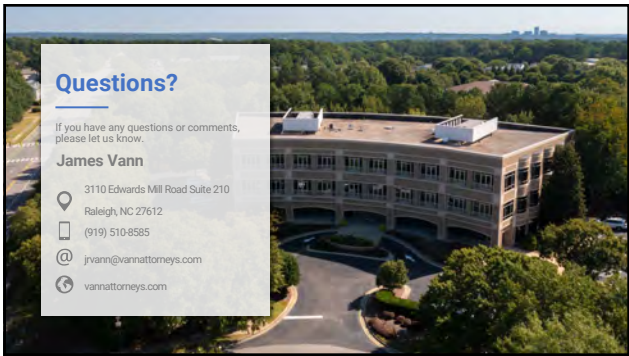 Questions?
If you have any questions or comments,
please let us know.
James Vann
3110 Edwards Mill Road Suite 210
Raleigh, NC 27612
(919) 510-8585
@ jrvann@vannattorneys.com
vannattorneys.com